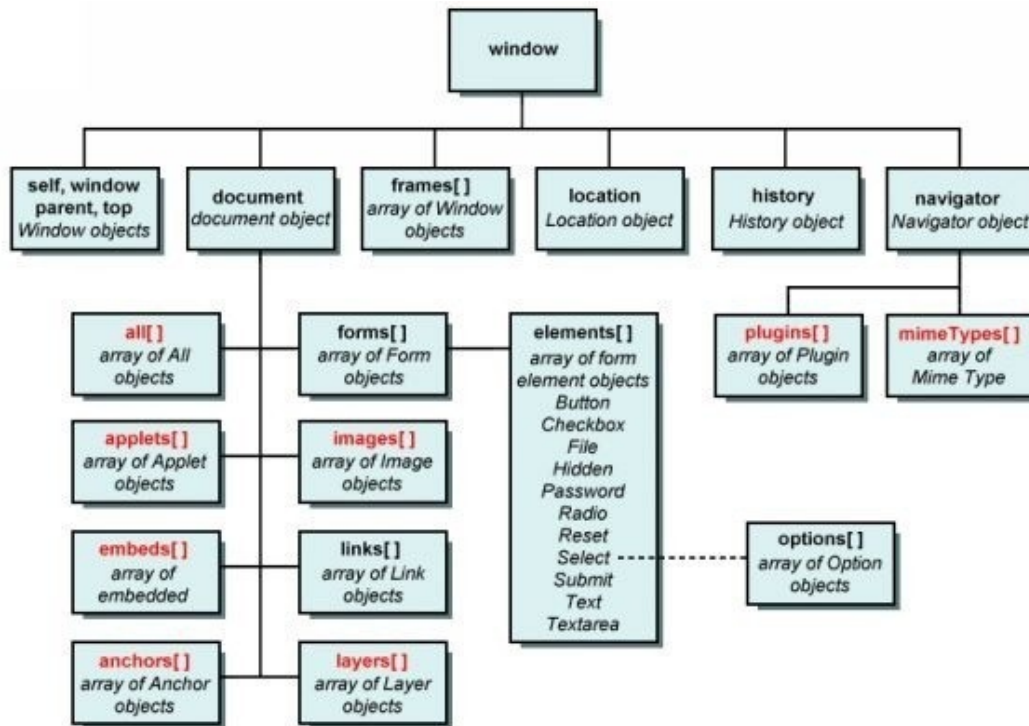 window
self, window
parent, top
Window objects
document
document object
frames[ ]
array of Window
objects
location
Location object
history
History object
navigator
Navigator object
all[ ]
array of All
objects
forms[ ]
array of Form
objects
elements[ ]
array of form
element objects
Button
Checkbox
File
Hidden
Password
Radio
Reset
Select
Submit
Text
Textarea
plugins[ ]
array of Plugin
objects
mimeTypes[ ]
array of
Mime Type
applets[ ]
array of Applet
objects
images[ ]
array of Image
objects
embeds[ ]
array of
embedded
links[ ]
array of Link
objects
options[ ]
array of Option
objects
anchors[ ]
array of Anchor
objects
layers[ ]
array of Layer
objects